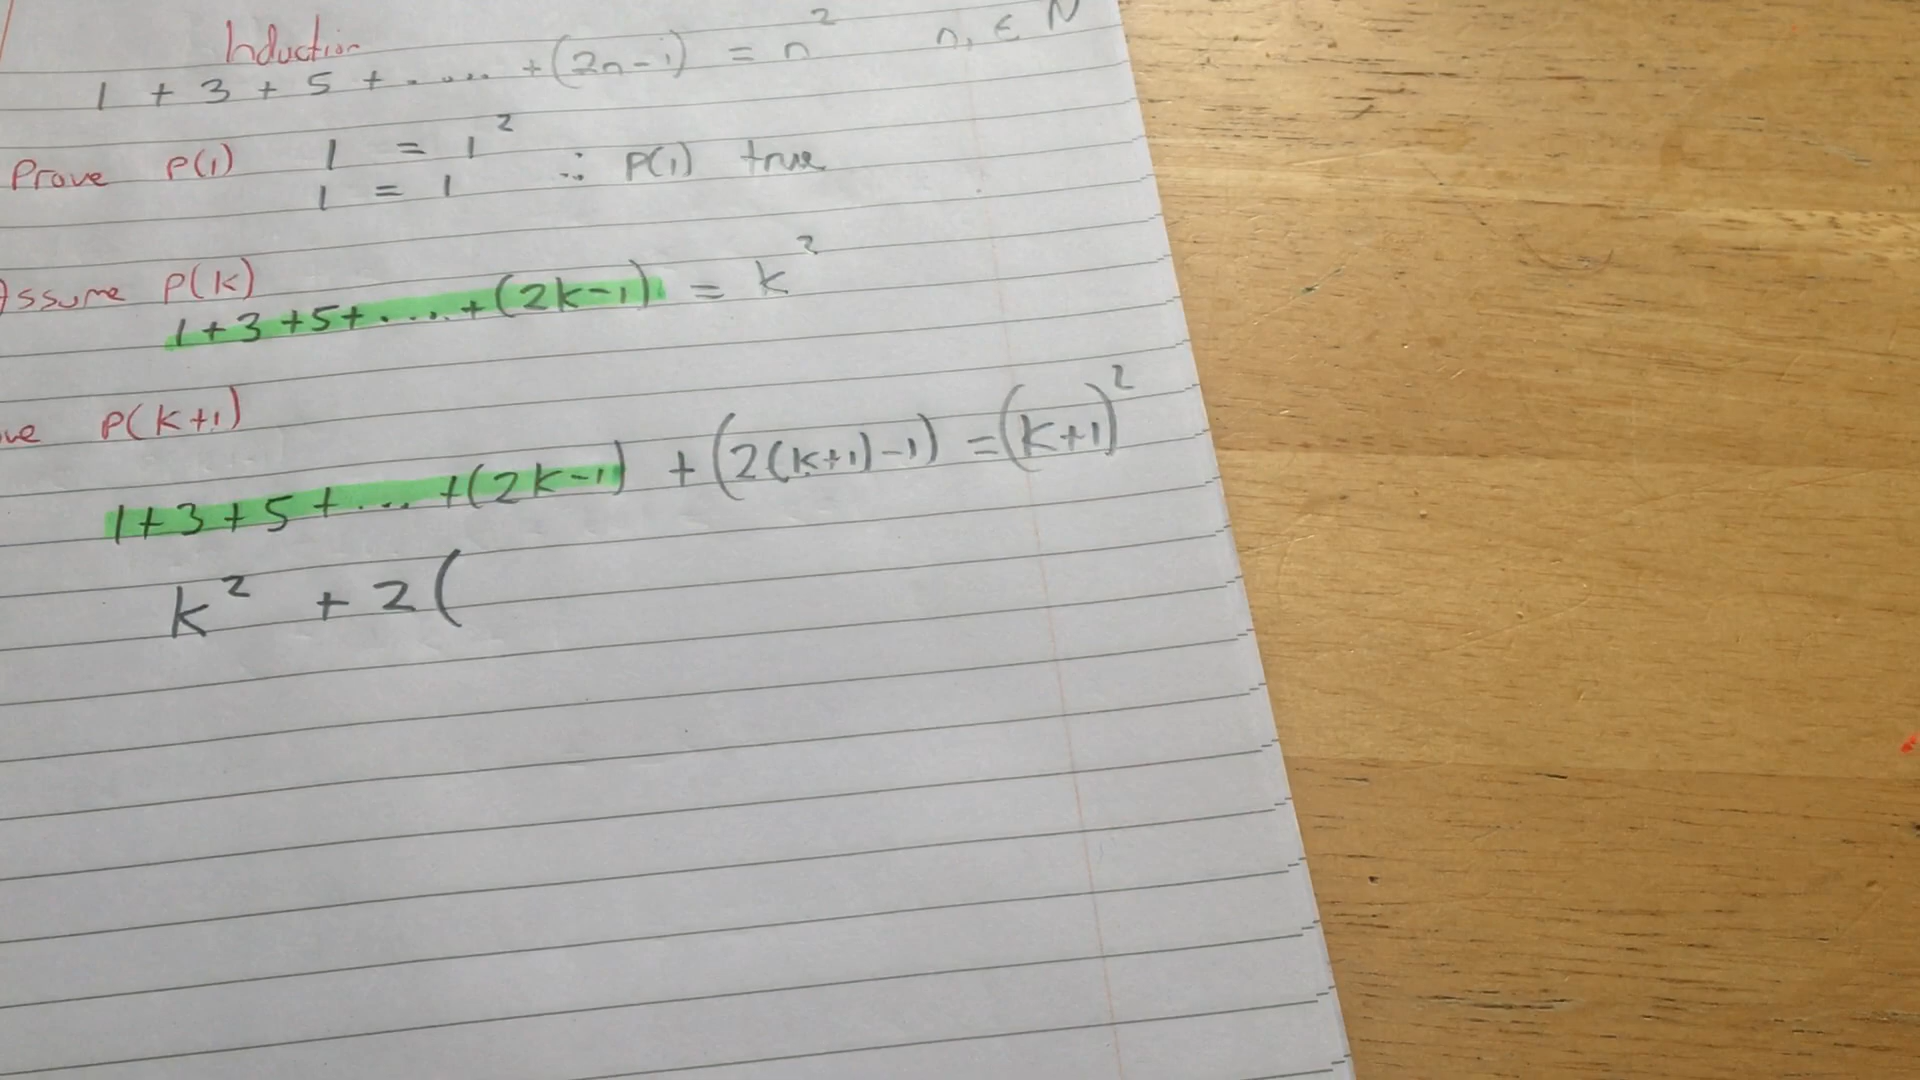 Induction
1 + 3 + 5 + ..... + (2n-1) = n² n, ∈ N
Prove P(1) 1 = 1²
1 = 1 ∴ P(1) true
Assume P(k)
1+3+5+.....+(2k-1) = k²
P(k+1)
1+3+5+....+(2k-1) + (2(k+1)-1) = (k+1)²
k² + 2(